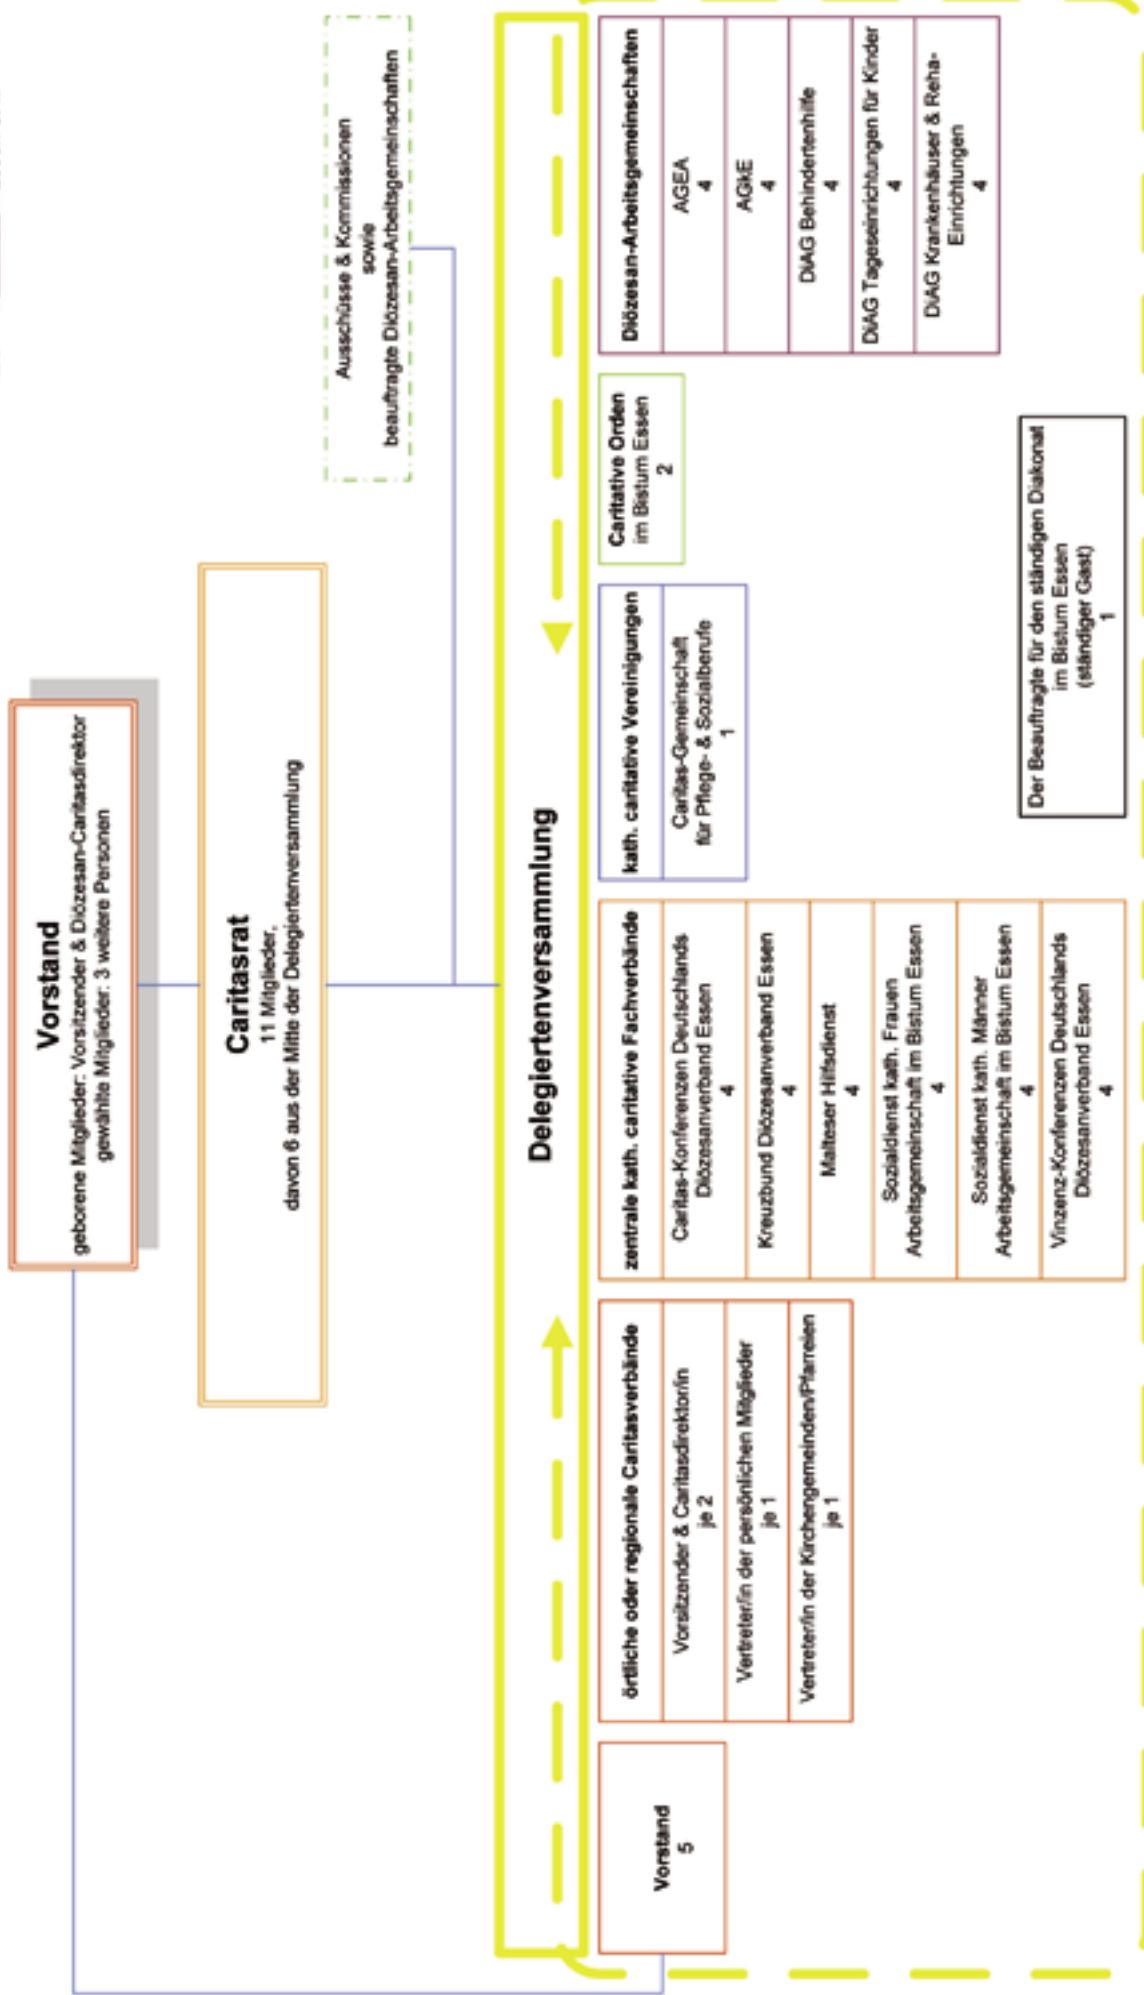 Vorstand
geborene Mitglieder: Vorsitzender & Diözesan-Caritasdirektor
gewählte Mitglieder: 3 weitere Personen
Caritasrat
11 Mitglieder,
davon 6 aus der Mitte der Delegiertenversammlung
Ausschüsse & Kommissionen
sowie
beauftragte Diözesan-Arbeitsgemeinschaften
Delegiertenversammlung
Vorstand
5
örtliche oder regionale Caritasverbände
Vorsitzender & Caritasdirektor/in
je 2
Vertreter/in der persönlichen Mitglieder
je 1
Vertreter/in der Kirchengemeinden/Pfarreien
je 1
zentrale kath. caritative Fachverbände
Caritas-Konferenzen Deutschlands
Diözesanverband Essen
4
Kreuzbund Diözesanverband Essen
4
Malteser Hilfsdienst
4
Sozialdienst kath. Frauen
Arbeitsgemeinschaft im Bistum Essen
4
Sozialdienst kath. Männer
Arbeitsgemeinschaft im Bistum Essen
4
Vinzenz-Konferenzen Deutschlands
Diözesanverband Essen
4
kath. caritative Vereinigungen
Caritas-Gemeinschaft
für Pflege- & Sozialberufe
1
Caritative Orden
im Bistum Essen
2
Diözesan-Arbeitsgemeinschaften
AGEA
4
AGkE
4
DiAG Behindertenhilfe
4
DiAG Tageseinrichtungen für Kinder
4
DiAG Krankenhäuser & Reha-
Einrichtungen
4
Der Beauftragte für den ständigen Diakonat
im Bistum Essen
(ständiger Gast)
1